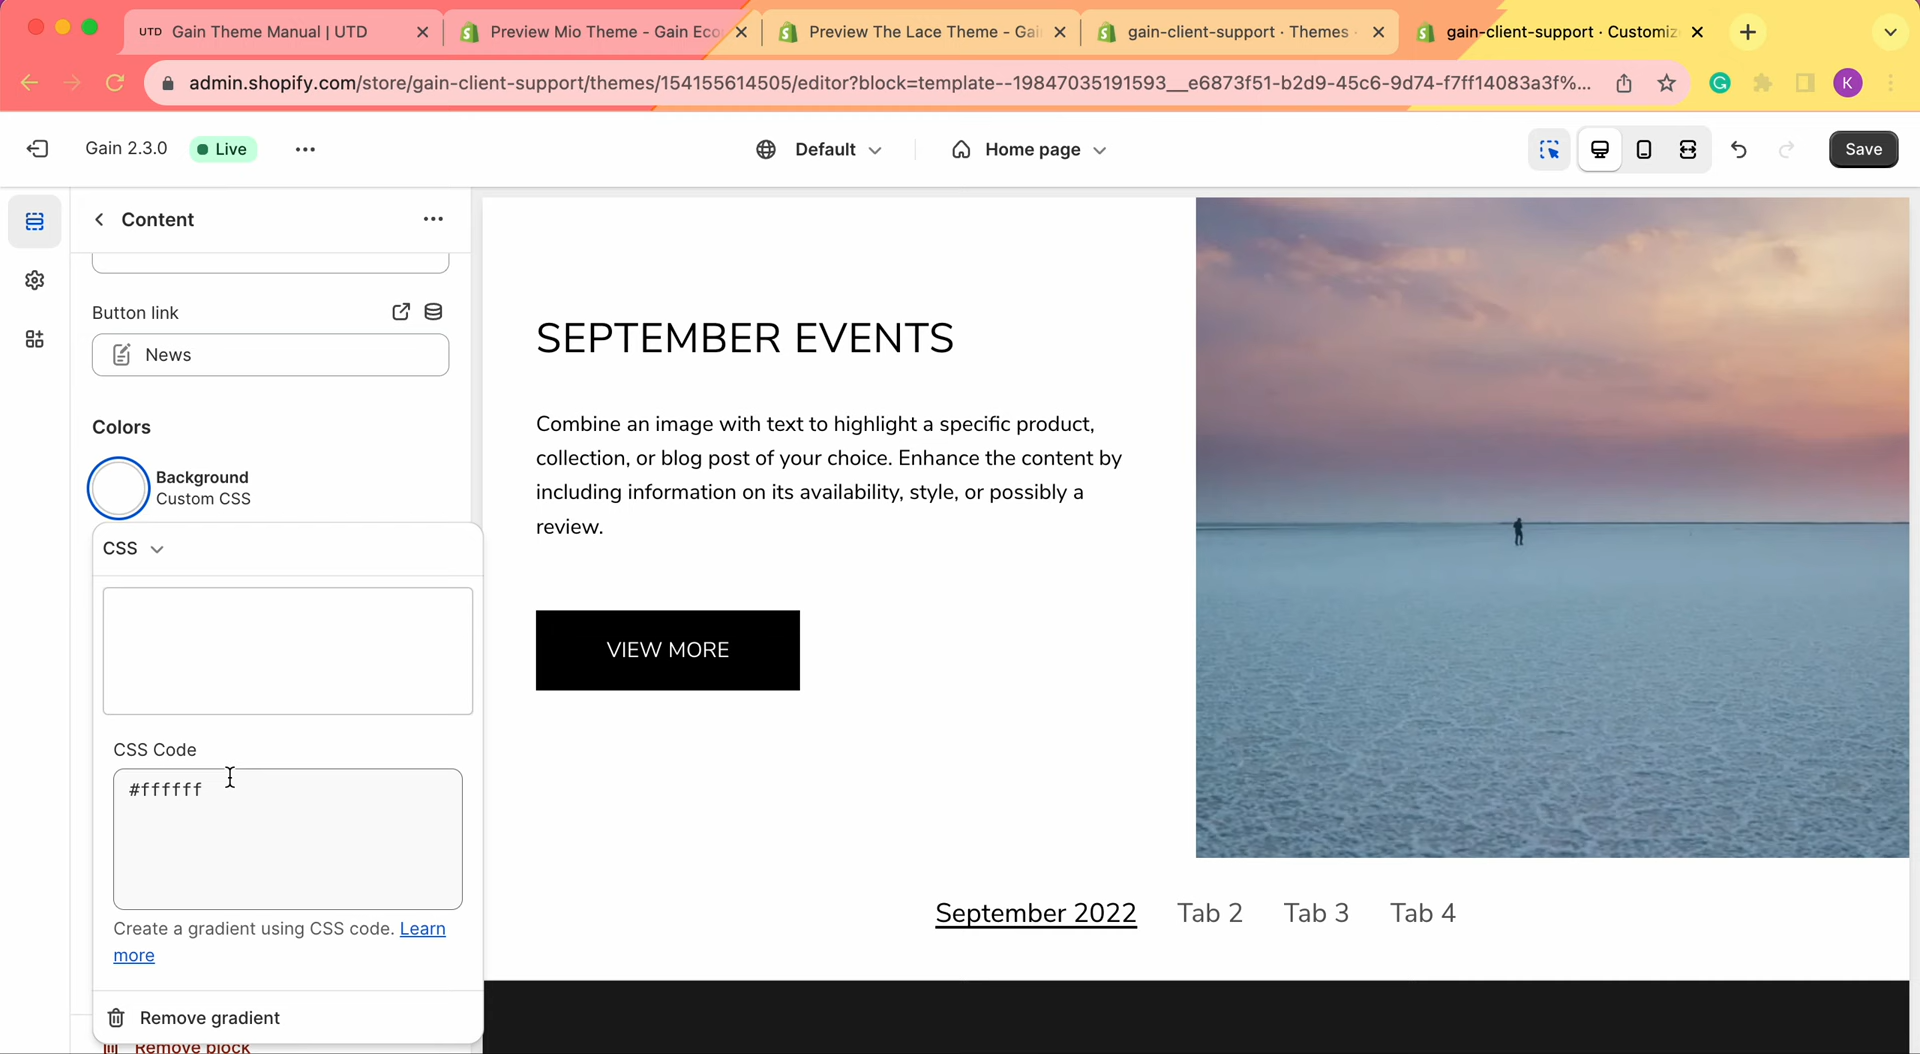 UTD Gain Theme Manual | UTD
Preview Mio Theme - Gain Eco
Preview The Lace Theme - Gai
gain-client-support · Themes ·
gain-client-support · Customiz
admin.shopify.com/store/gain-client-support/themes/154155614505/editor?block=template--19847035191593__e6873f51-b2d9-45c6-9d74-f7ff14083a3f%...
K
Gain 2.3.0
Live
Default
Home page
Save
Content
Button link
News
Colors
Background
Custom CSS
CSS
CSS Code
#ffffff
Create a gradient using CSS code. Learn
more
Remove gradient
Remove block
SEPTEMBER EVENTS
Combine an image with text to highlight a specific product,
collection, or blog post of your choice. Enhance the content by
including information on its availability, style, or possibly a
review.
VIEW MORE
September 2022 Tab 2 Tab 3 Tab 4